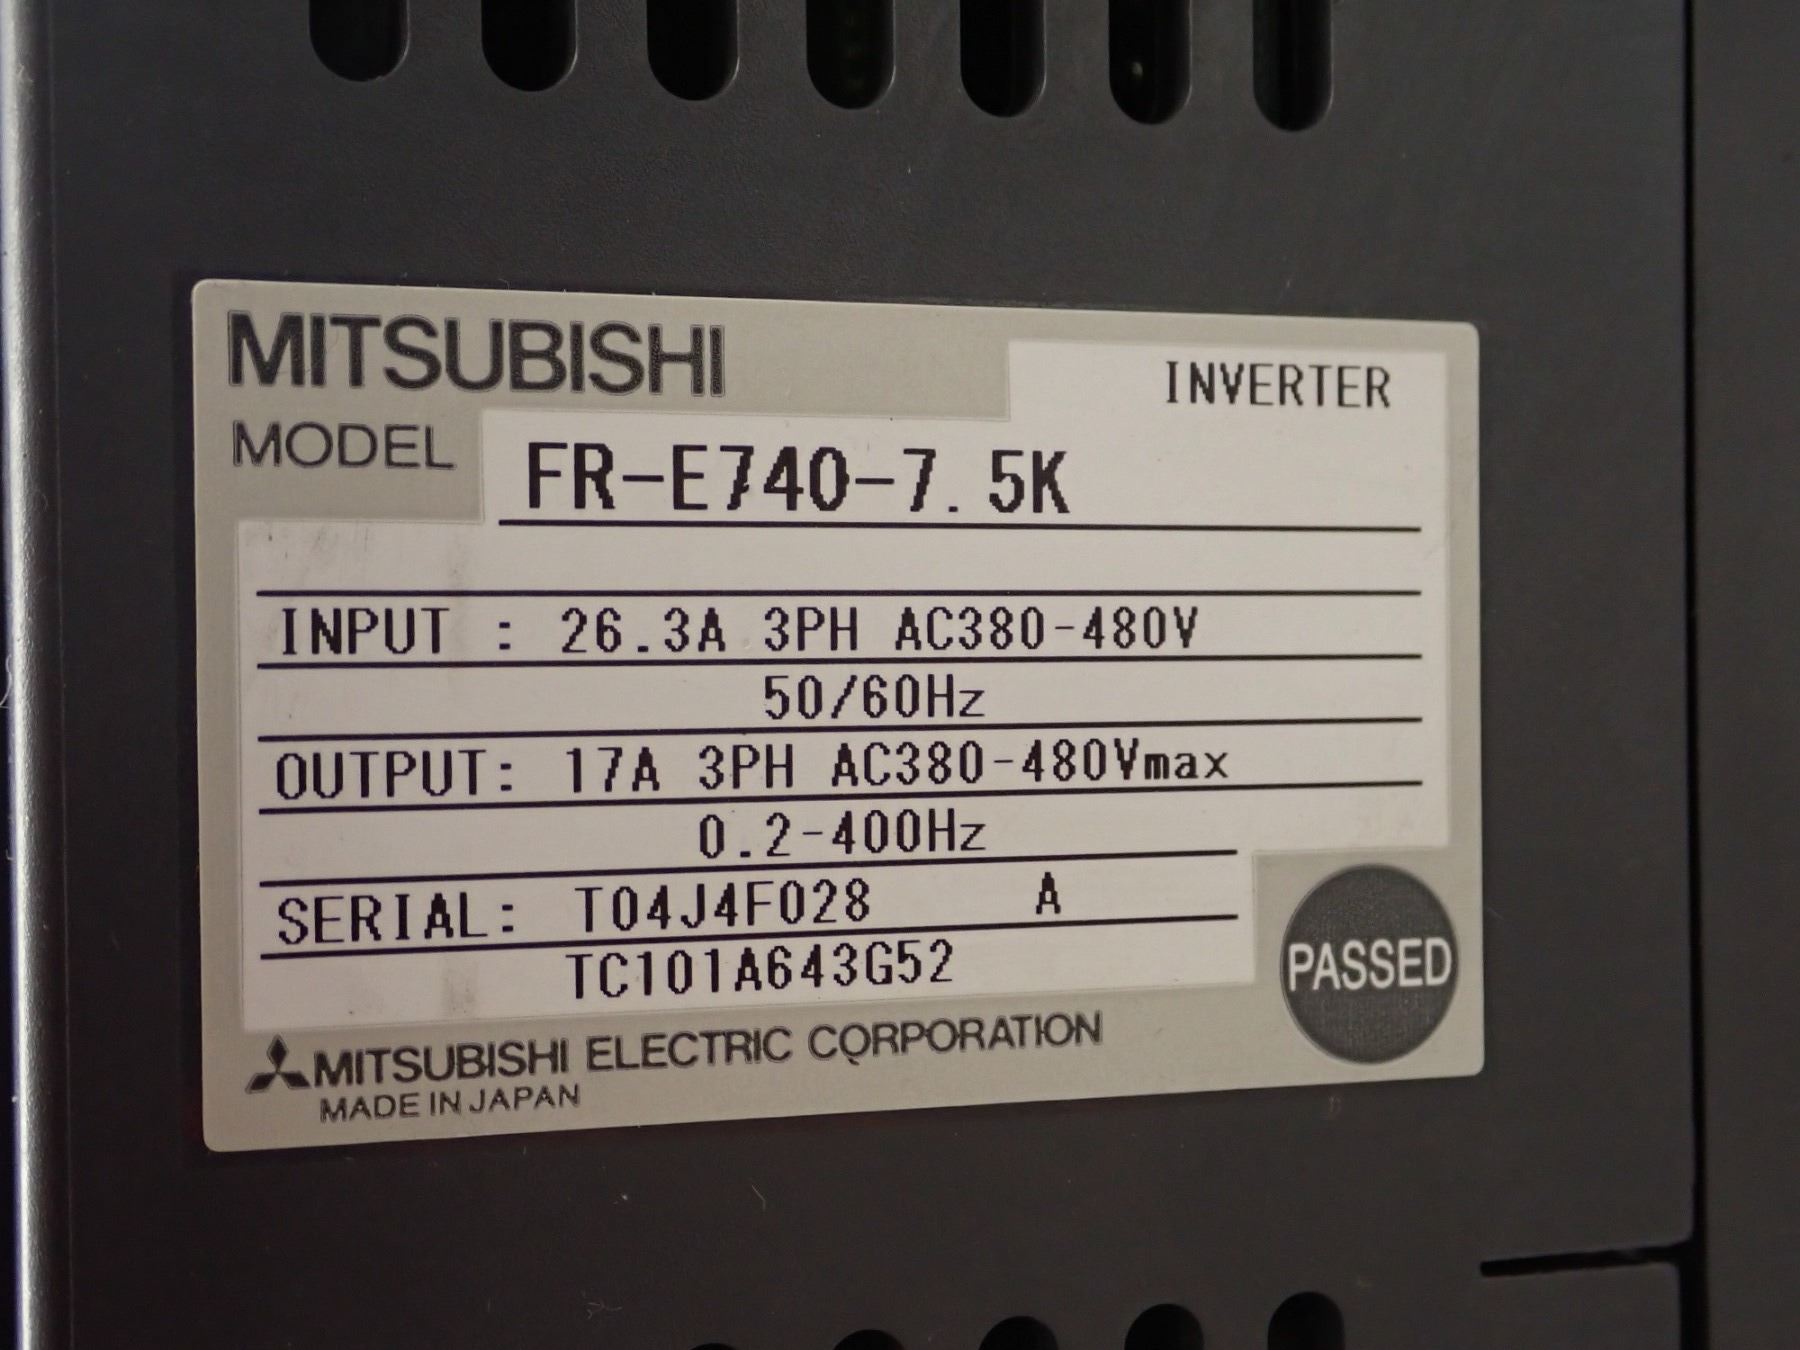 MITSUBISHI
INVERTER
MODEL FR-E740-7.5K
INPUT : 26.3A 3PH AC380-480V
50/60Hz
OUTPUT: 17A 3PH AC380-480Vmax
0.2-400Hz
SERIAL: T04J4F028 A
TC101A643G52
PASSED
MITSUBISHI ELECTRIC CORPORATION
MADE IN JAPAN